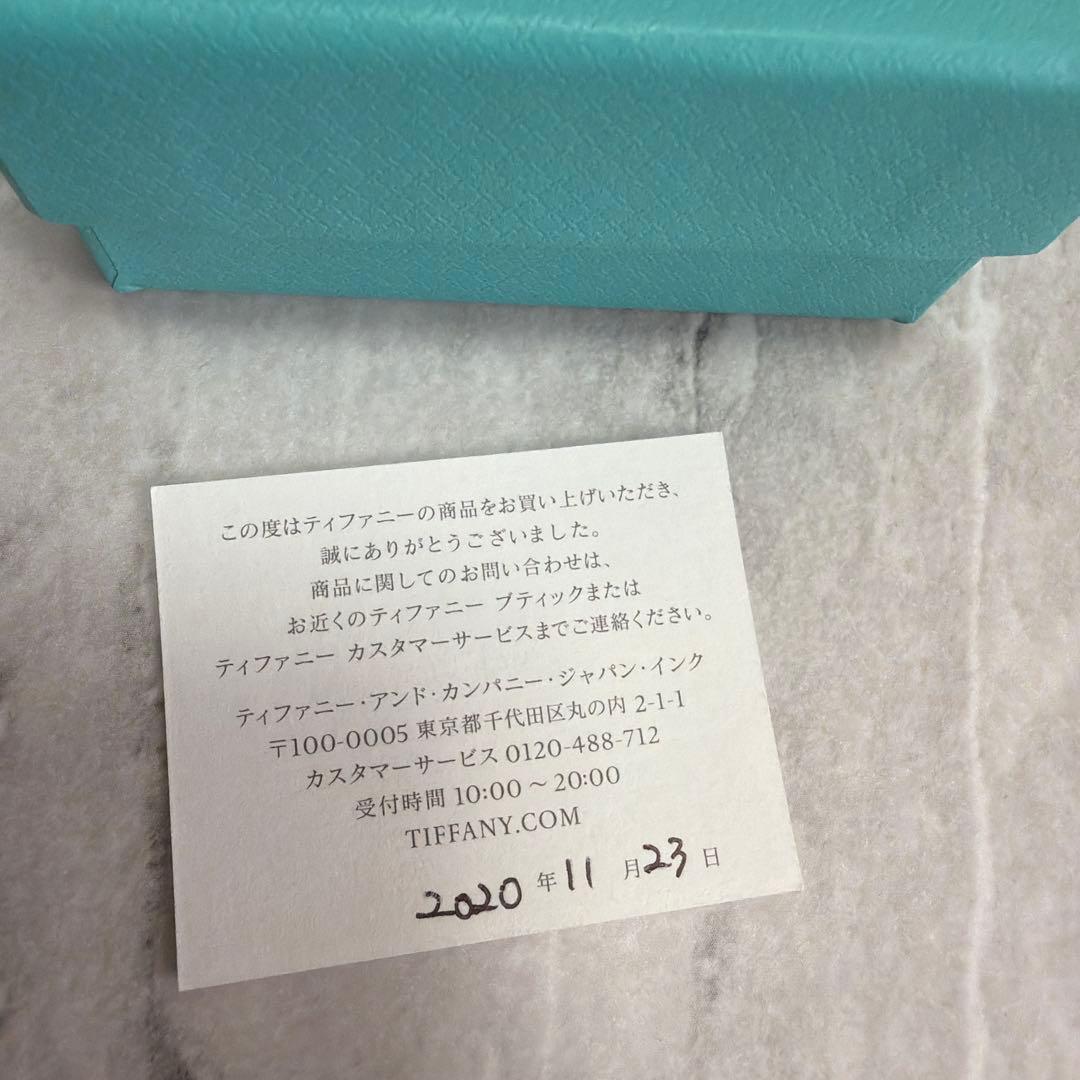 この度はティファニーの商品をお買い上げいただき、
誠にありがとうございました。
商品に関してのお問い合わせは、
お近くのティファニー ブティックまたは
ティファニー カスタマーサービスまでご連絡ください。
ティファニー・アンド・カンパニー・ジャパン・インク
〒100-0005 東京都千代田区丸の内 2-1-1
カスタマーサービス 0120-488-712
受付時間 10:00 ～ 20:00
TIFFANY.COM
2020 年 11 月 23 日